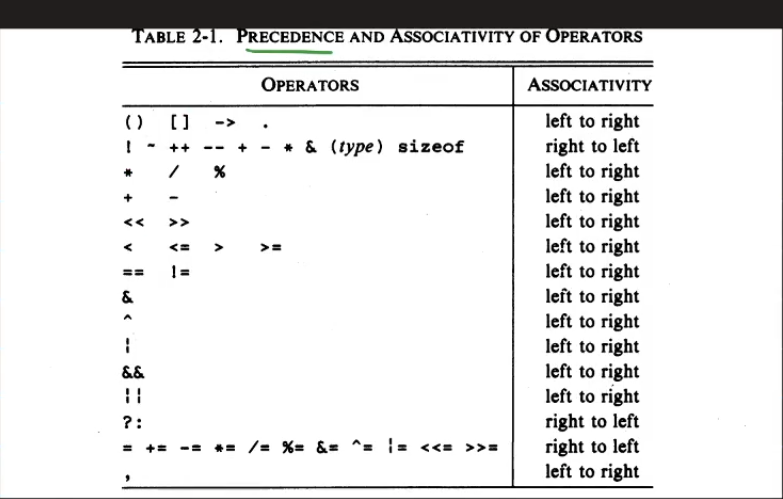 TABLE 2-1. PRECEDENCE AND ASSOCIATIVITY OF OPERATORS
OPERATORS ASSOCIATIVITY
() [] -> . left to right
! ~ ++ -- + - * & (type) sizeof right to left
* / % left to right
+ - left to right
<< >> left to right
< <= > >= left to right
== != left to right
& left to right
^ left to right
| left to right
&& left to right
|| left to right
?: right to left
= += -= *= /= %= &= ^= |= <<= >>= right to left
, left to right